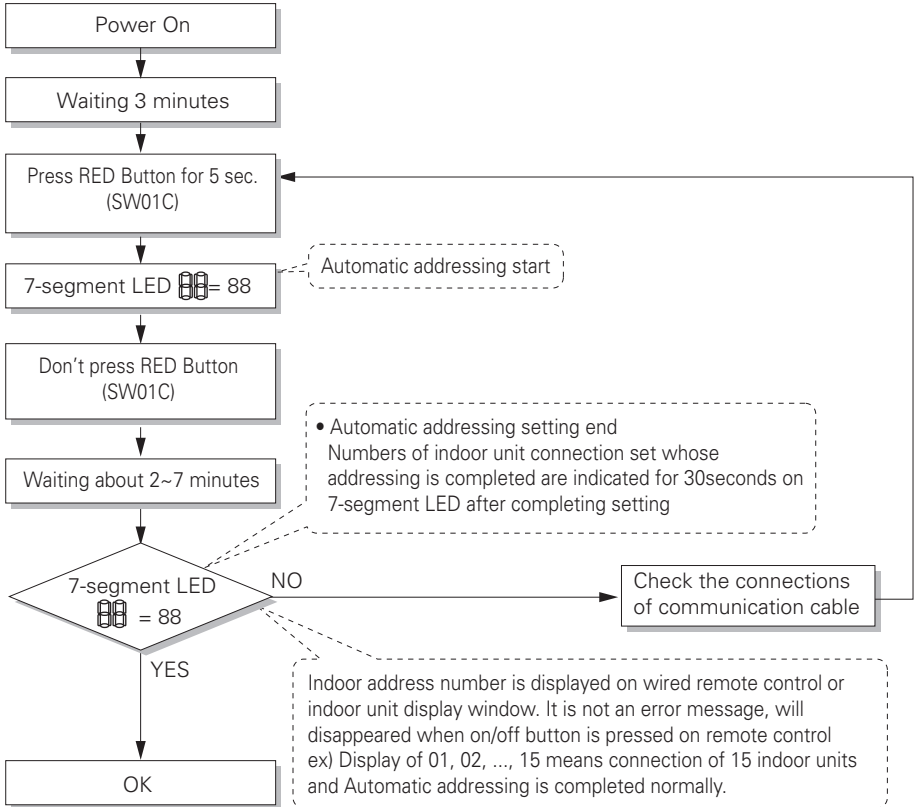 Power On
Waiting 3 minutes
Press RED Button for 5 sec.
(SW01C)
7-segment LED 88= 88
Automatic addressing start
Don't press RED Button
(SW01C)
Waiting about 2~7 minutes
• Automatic addressing setting end
Numbers of indoor unit connection set whose
addressing is completed are indicated for 30seconds on
7-segment LED after completing setting
7-segment LED
88 = 88
NO
Check the connections
of communication cable
YES
Indoor address number is displayed on wired remote control or
indoor unit display window. It is not an error message, will
disappeared when on/off button is pressed on remote control
ex) Display of 01, 02, ..., 15 means connection of 15 indoor units
and Automatic addressing is completed normally.
OK